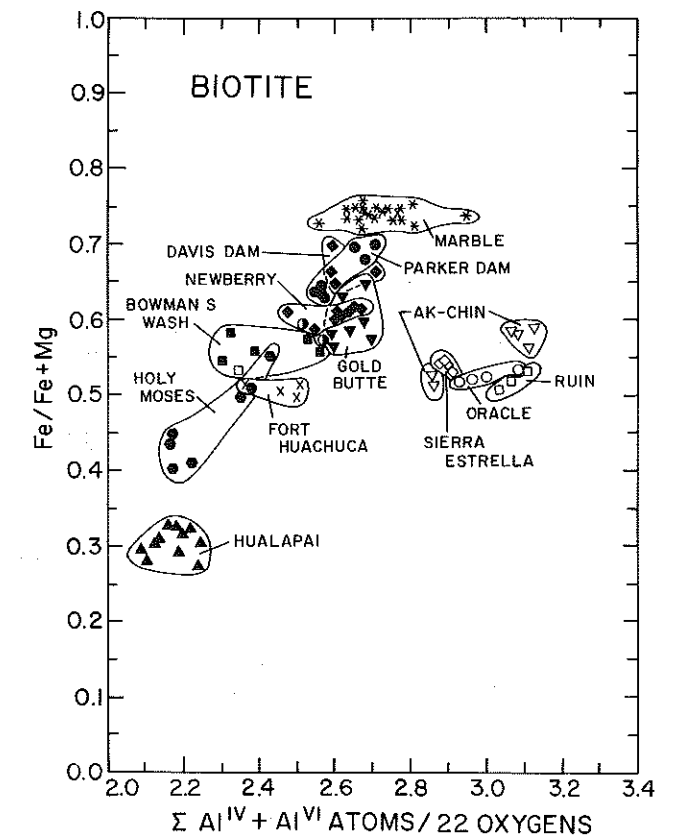 BIOTITE
1.0
0.9
0.8
0.7
0.6
0.5
0.4
0.3
0.2
0.1
0.0
Fe/Fe+Mg
MARBLE
DAVIS DAM
PARKER DAM
NEWBERRY
BOWMAN S
WASH
AK-CHIN
HOLY
MOSES
GOLD
BUTTE
RUIN
ORACLE
FORT
HUACHUCA
SIERRA
ESTRELLA
HUALAPAI
2.0 2.2 2.4 2.6 2.8 3.0 3.2 3.4
Σ Al^IV + Al^VI ATOMS/22 OXYGENS